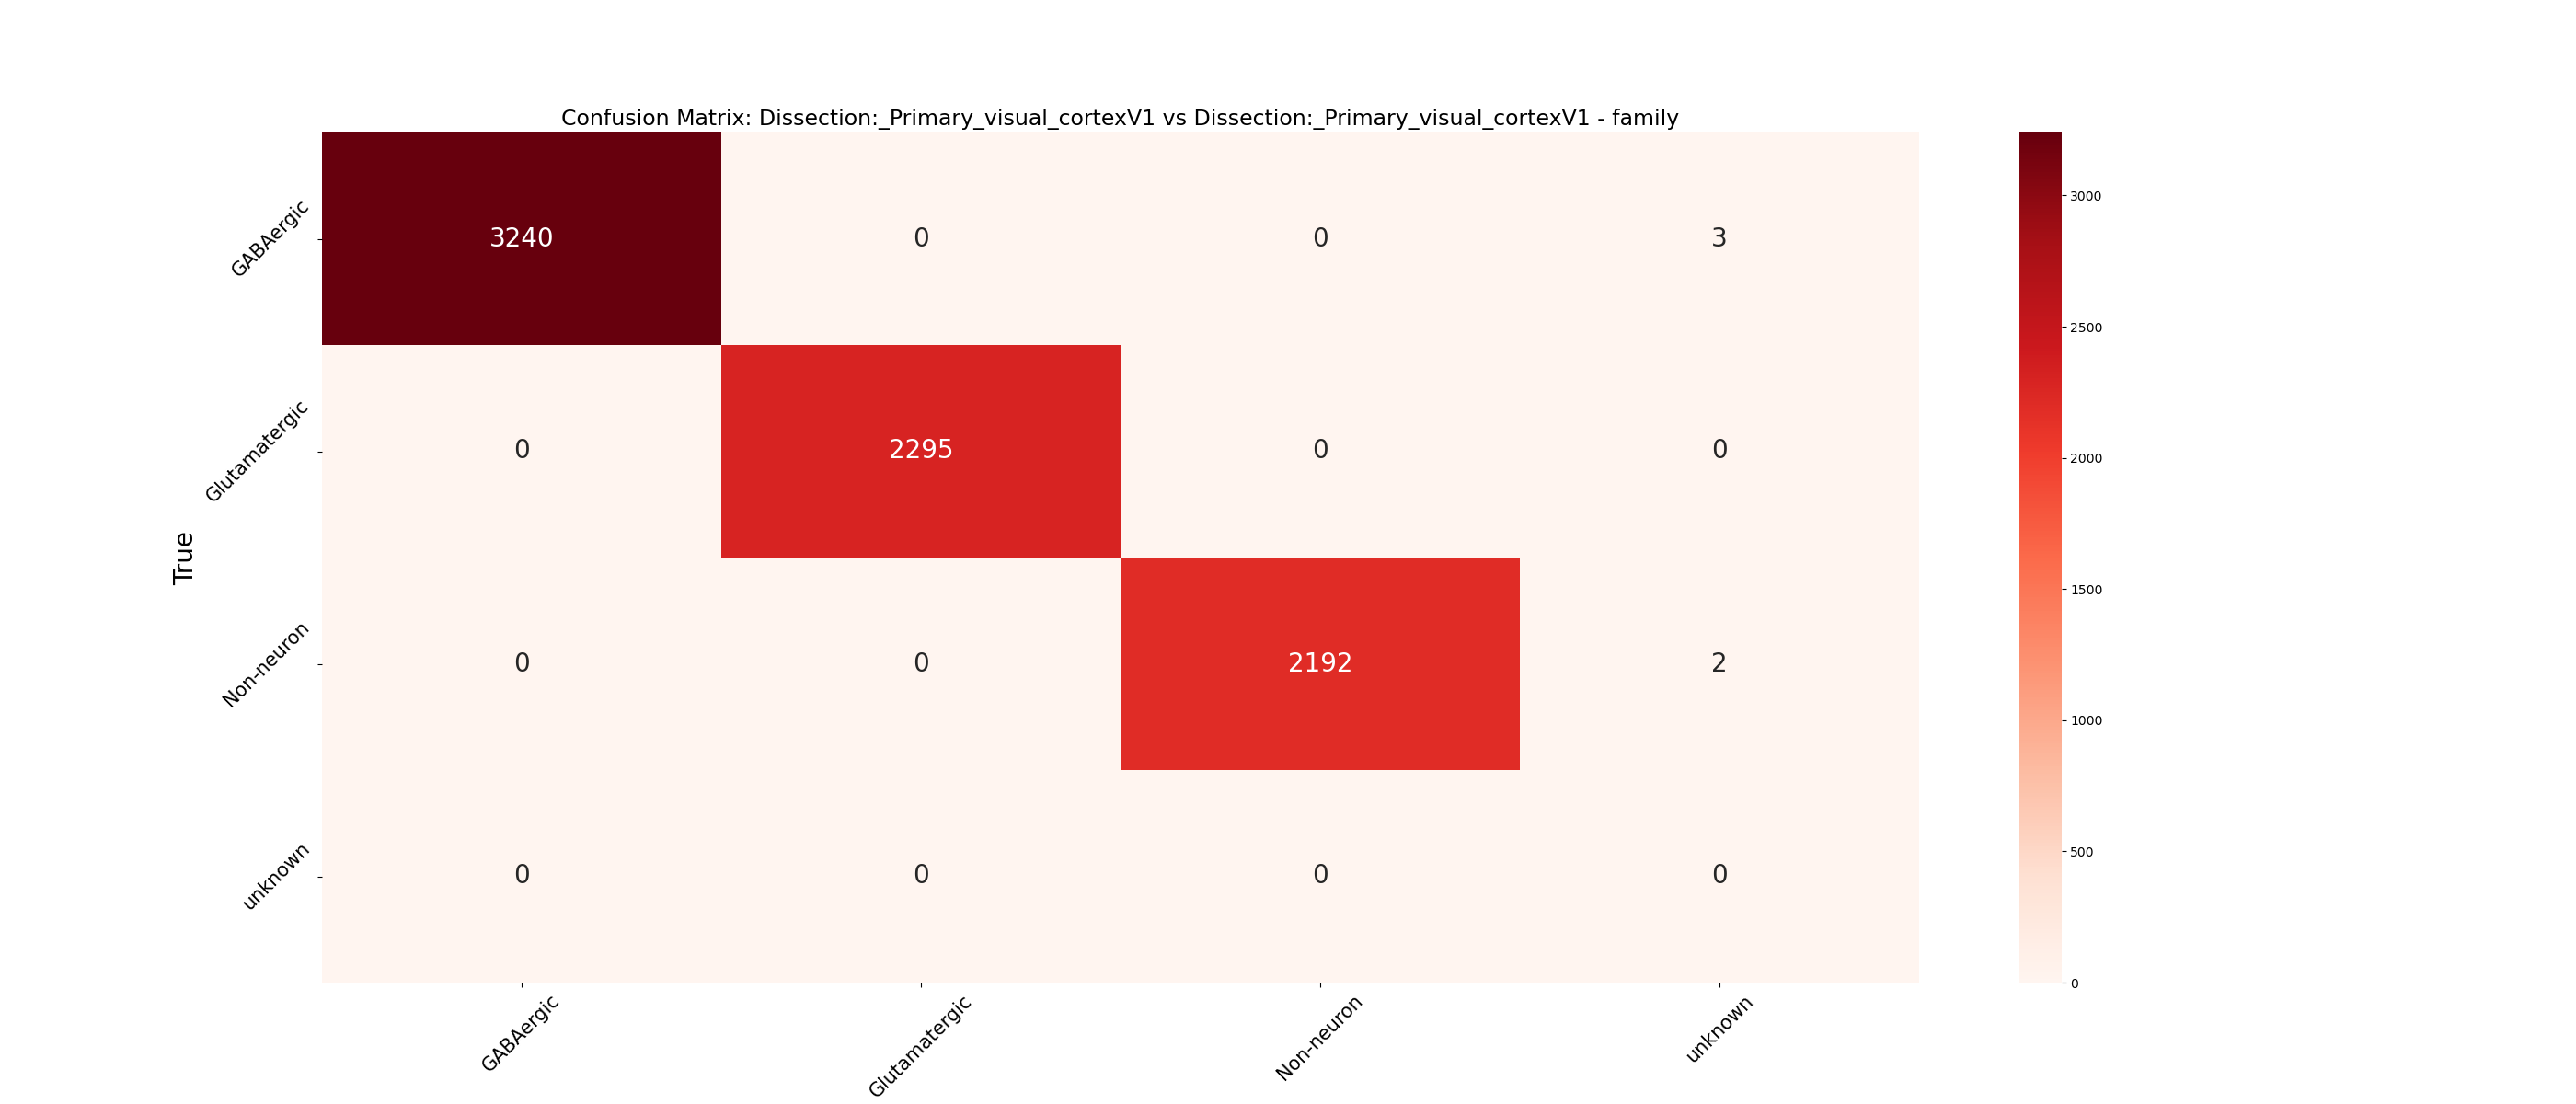 Confusion Matrix: Dissection:_Primary_visual_cortexV1 vs Dissection:_Primary_visual_cortexV1 - family
True
GABAergic
3240 0 0 3
Glutamatergic
0 2295 0 0
Non-neuron
0 0 2192 2
unknown
0 0 0 0
GABAergic Glutamatergic Non-neuron unknown
3000
2500
2000
1500
1000
500
0